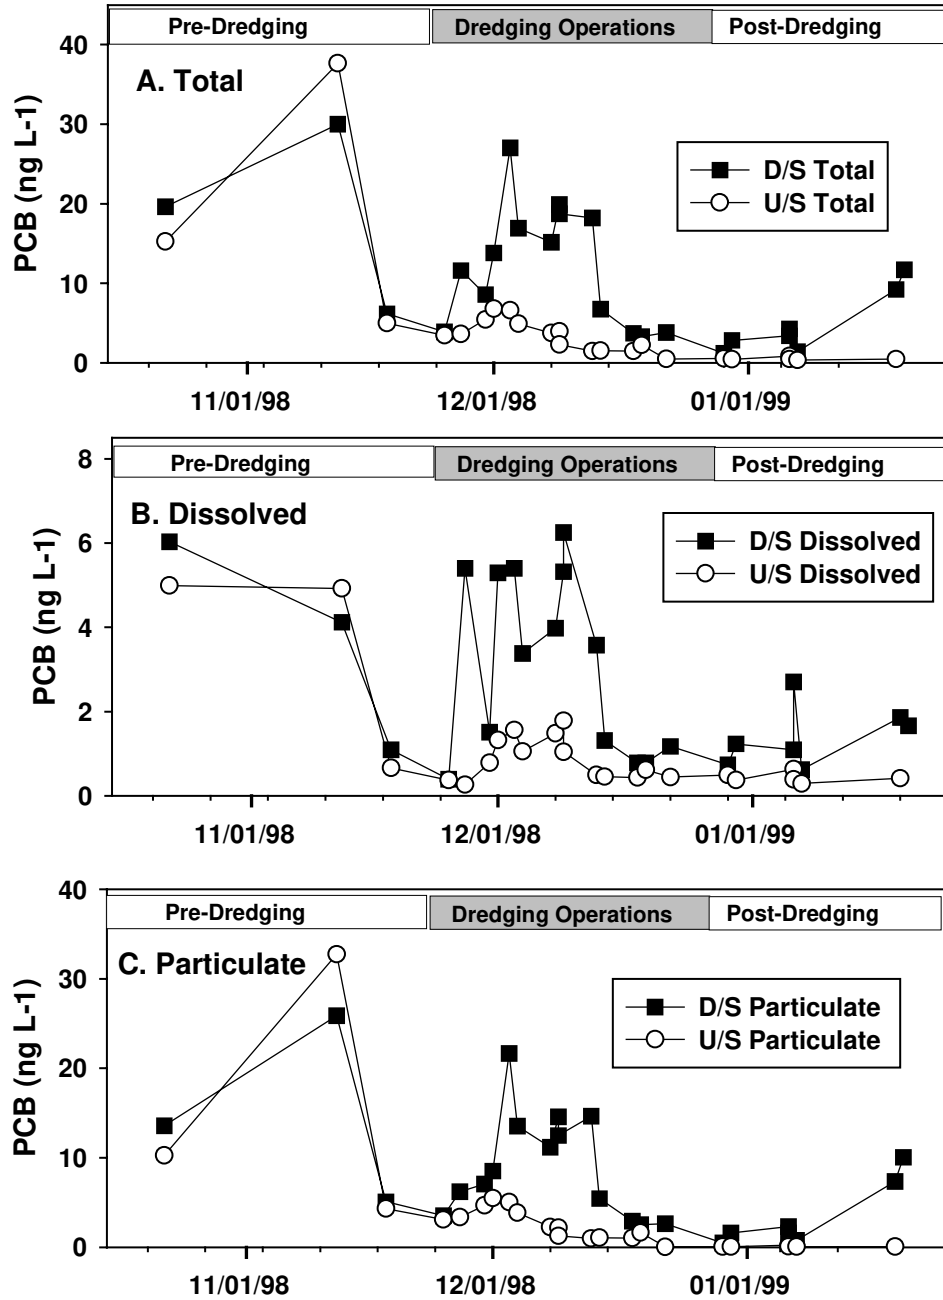 Pre-Dredging Dredging Operations Post-Dredging
A. Total
PCB (ng L-1)
40
30
20
10
0
D/S Total
U/S Total
11/01/98 12/01/98 01/01/99
Pre-Dredging Dredging Operations Post-Dredging
B. Dissolved
PCB (ng L-1)
8
6
4
2
0
D/S Dissolved
U/S Dissolved
11/01/98 12/01/98 01/01/99
Pre-Dredging Dredging Operations Post-Dredging
C. Particulate
PCB (ng L-1)
40
30
20
10
0
D/S Particulate
U/S Particulate
11/01/98 12/01/98 01/01/99